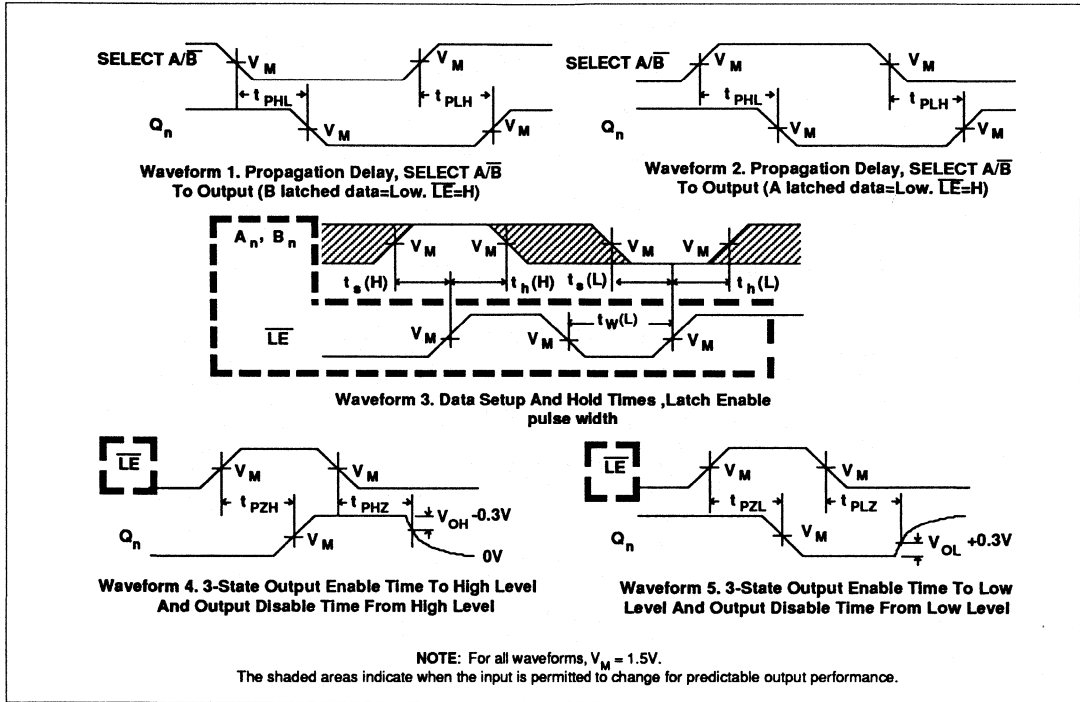 SELECT A/B̅
V M
V M
t PHL
t PLH
Q n
V M
V M
Waveform 1. Propagation Delay, SELECT A/B̅
To Output (B latched data=Low. L̅E̅=H)
SELECT A/B̅
V M
V M
t PHL
t PLH
Q n
V M
V M
Waveform 2. Propagation Delay, SELECT A/B̅
To Output (A latched data=Low. L̅E̅=H)
A n, B n
V M
V M
V M
V M
t s (H)
t h (H)
t s (L)
t h (L)
t W(L)
L̅E̅
V M
V M
V M
Waveform 3. Data Setup And Hold Times ,Latch Enable
pulse width
L̅E̅
V M
V M
t PZH
t PHZ
V OH -0.3V
Q n
V M
0V
Waveform 4. 3-State Output Enable Time To High Level
And Output Disable Time From High Level
L̅E̅
V M
V M
t PZL
t PLZ
Q n
V M
V OL +0.3V
Waveform 5. 3-State Output Enable Time To Low
Level And Output Disable Time From Low Level
NOTE: For all waveforms, V M = 1.5V.
The shaded areas indicate when the input is permitted to change for predictable output performance.